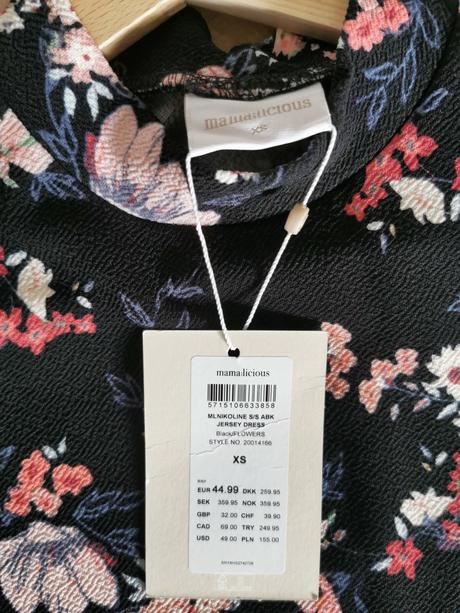 mama;licious
XS
mama;licious
5715106633858
MLNIKOLINE S/S ABK
JERSEY DRESS
Black/FLOWERS
STYLE NO. 20014166
XS
RRP
EUR 44.99 DKK 259.95
SEK 359.95 NOK 359.95
GBP 32.00 CHF 39.90
CAD 69.00 TRY 249.95
USD 49.00 PLN 155.00